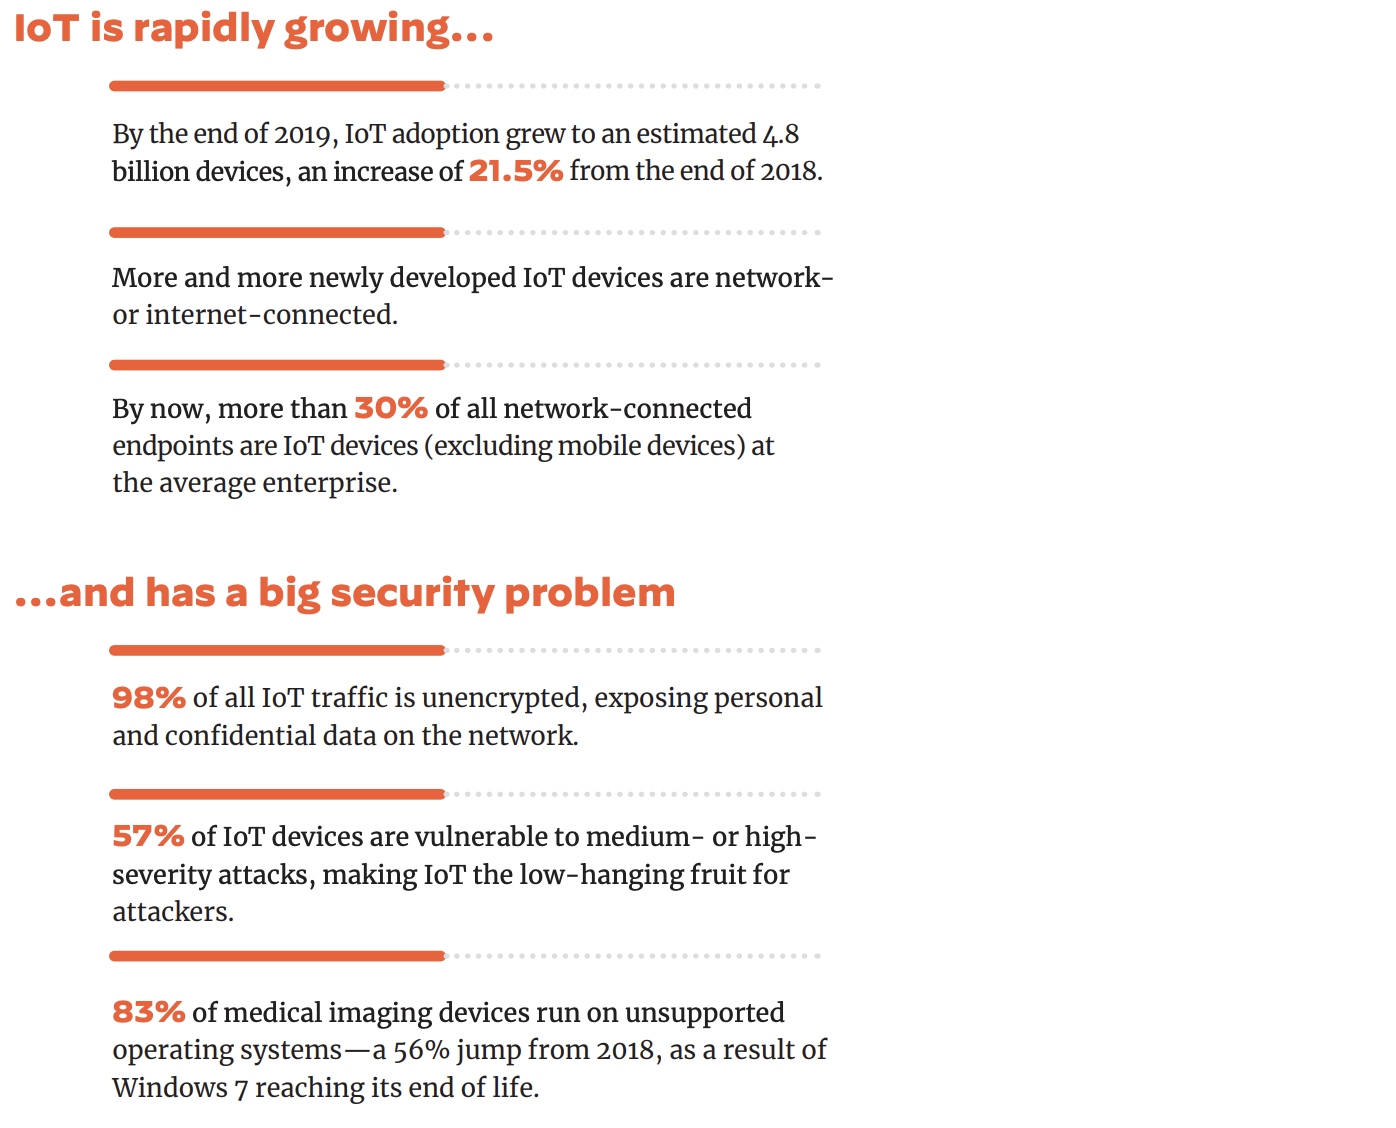 IoT is rapidly growing...
By the end of 2019, IoT adoption grew to an estimated 4.8
billion devices, an increase of 21.5% from the end of 2018.
More and more newly developed IoT devices are network-
or internet-connected.
By now, more than 30% of all network-connected
endpoints are IoT devices (excluding mobile devices) at
the average enterprise.
...and has a big security problem
98% of all IoT traffic is unencrypted, exposing personal
and confidential data on the network.
57% of IoT devices are vulnerable to medium- or high-
severity attacks, making IoT the low-hanging fruit for
attackers.
83% of medical imaging devices run on unsupported
operating systems—a 56% jump from 2018, as a result of
Windows 7 reaching its end of life.